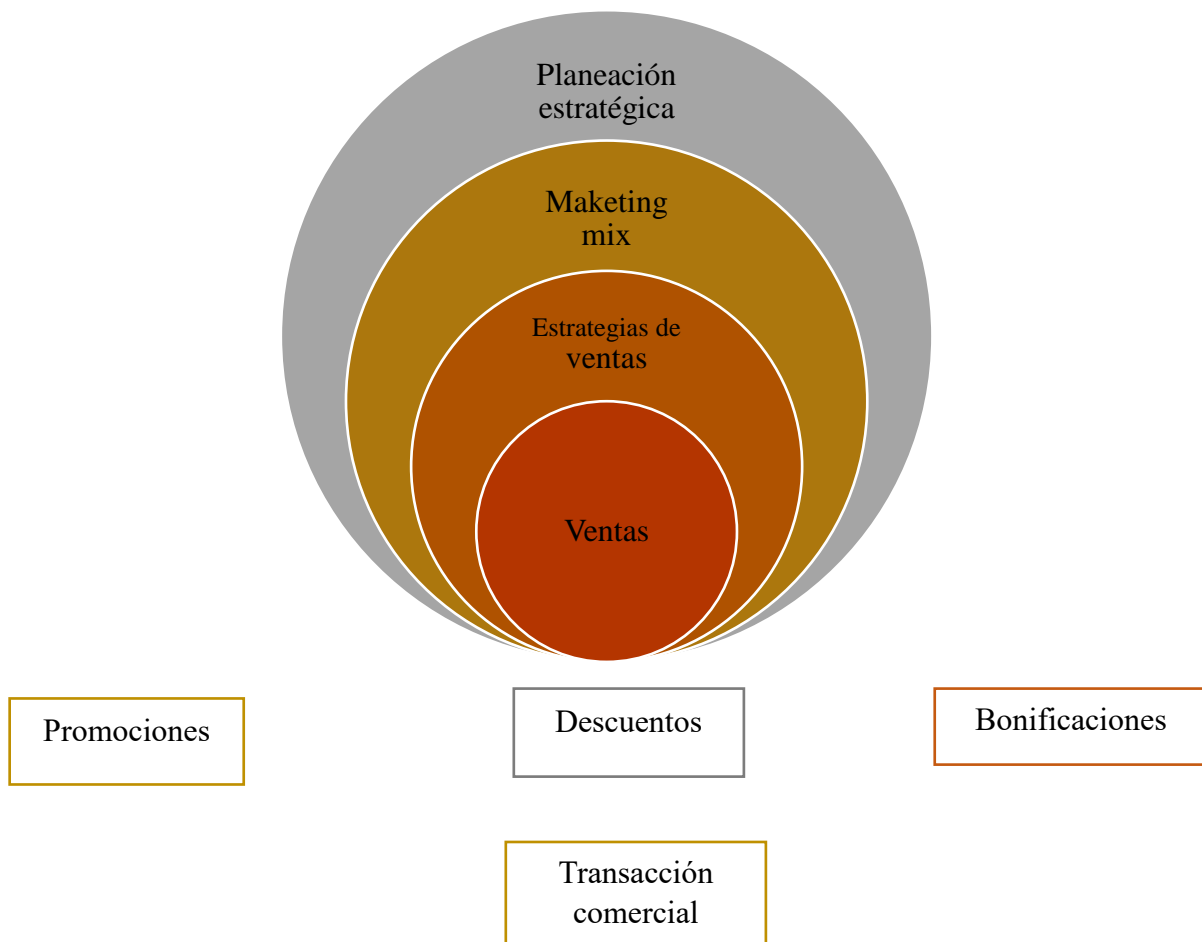 Planeación
estratégica
Maketing
mix
Estrategias de
ventas
Ventas
Promociones
Descuentos
Bonificaciones
Transacción
comercial